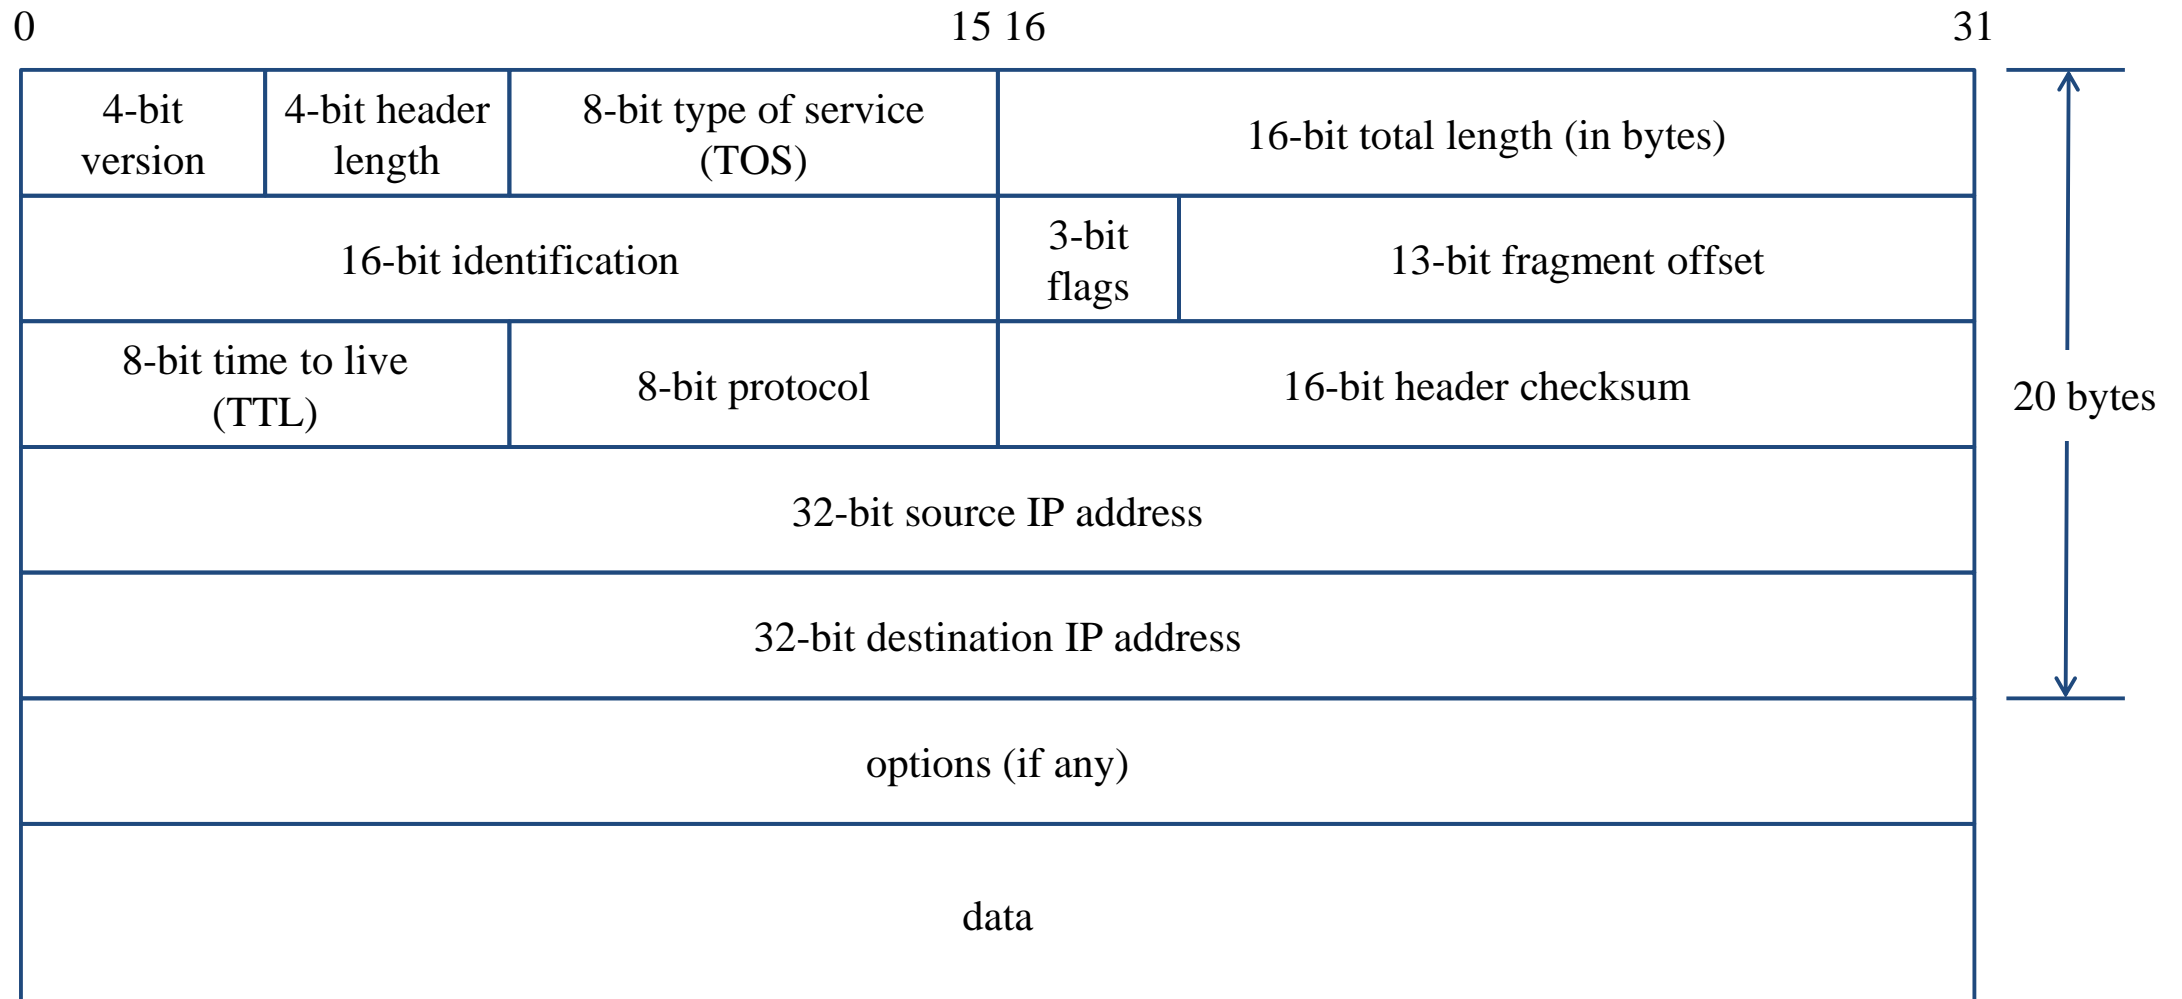 0
15 16
31
4-bit
version
4-bit header
length
8-bit type of service
(TOS)
16-bit total length (in bytes)
16-bit identification
3-bit
flags
13-bit fragment offset
8-bit time to live
(TTL)
8-bit protocol
16-bit header checksum
20 bytes
32-bit source IP address
32-bit destination IP address
options (if any)
data